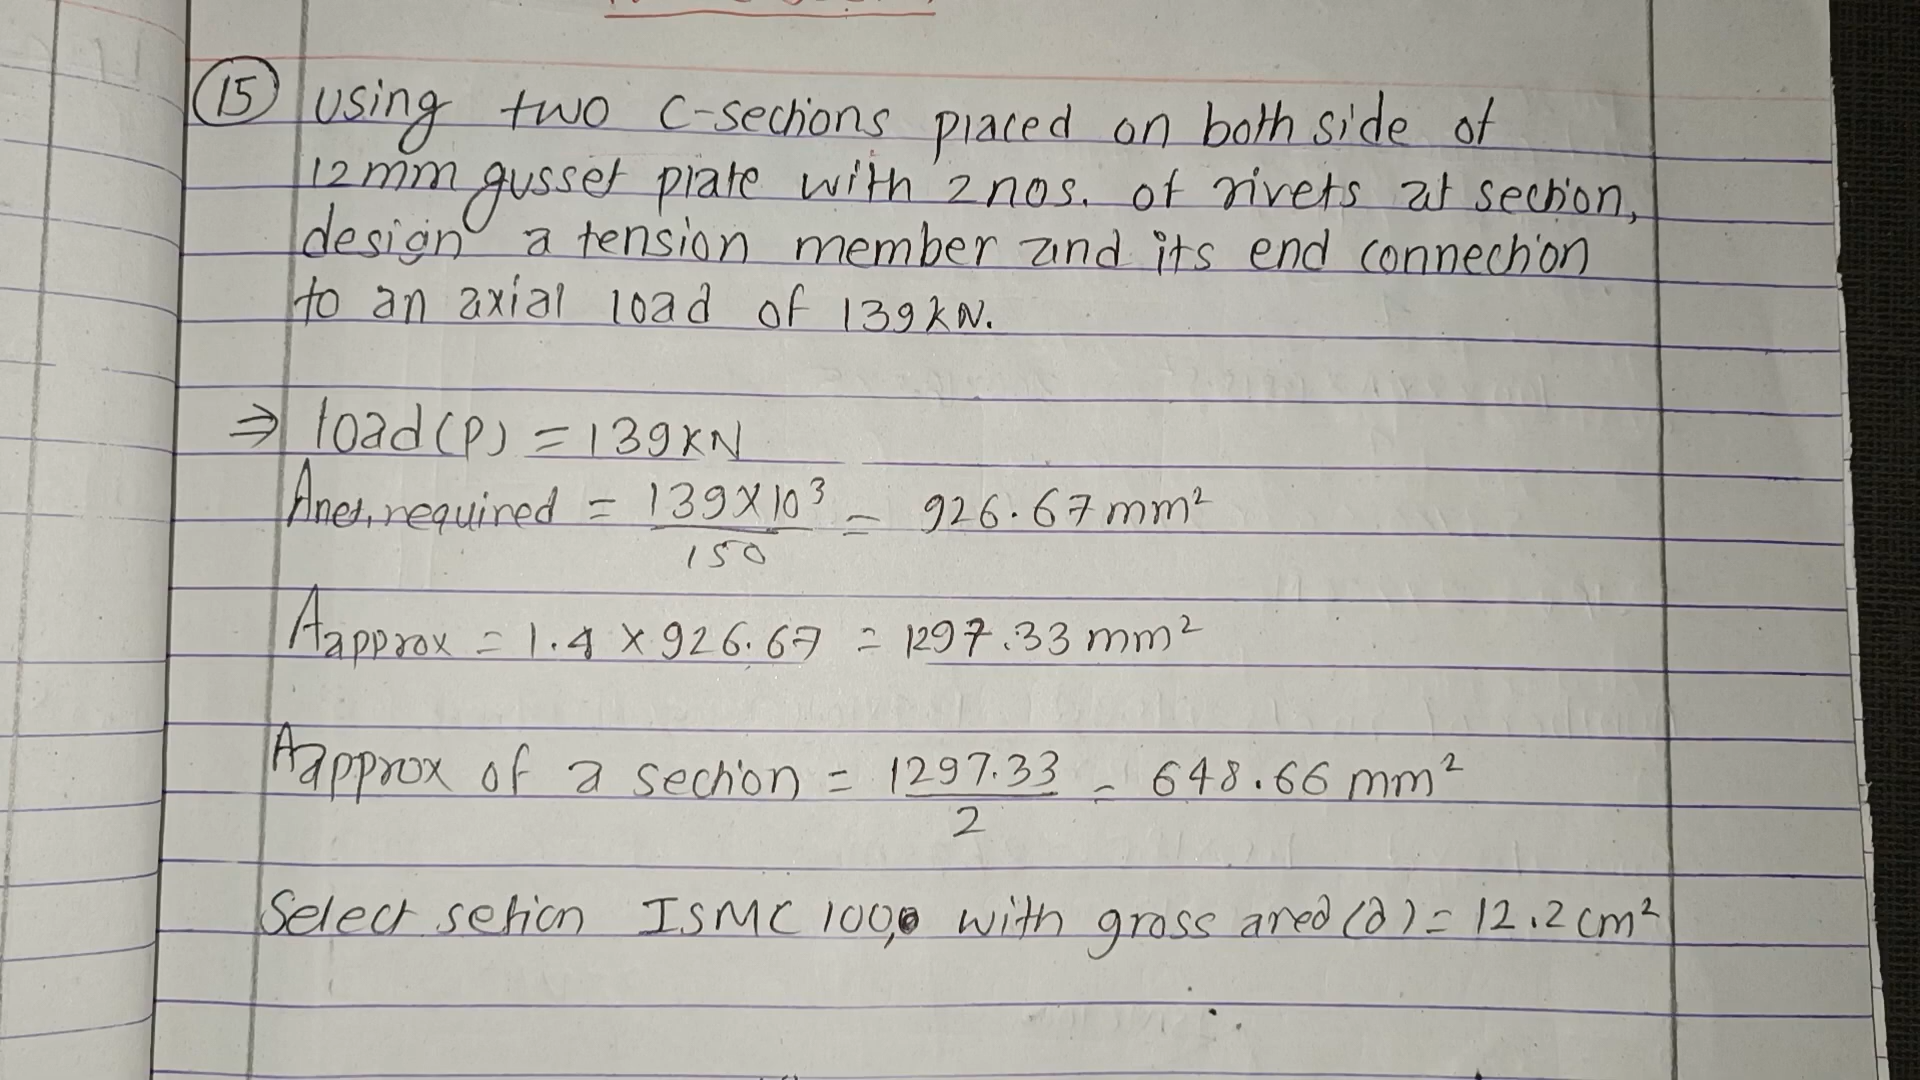 15 Using two C-sections placed on both side of
12mm gusset plate with 2 nos. of rivets at section,
design a tension member and its end connection
to an axial load of 139kN.
⇒ load(P) = 139KN
Anet, required = 139×10³/150 = 926.67 mm²
Aapprox = 1.4 × 926.67 = 1297.33 mm²
Aapprox of a section = 1297.33/2 = 648.66 mm²
Select setion ISMC 100, with gross area (a) = 12.2 cm²